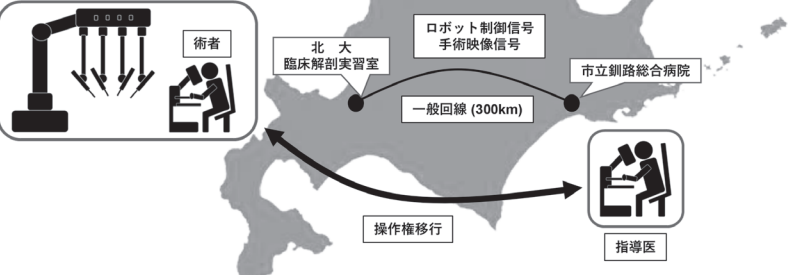 術者
北　大
臨床解剖実習室
ロボット制御信号
手術映像信号
市立釧路総合病院
一般回線 (300km)
操作権移行
指導医